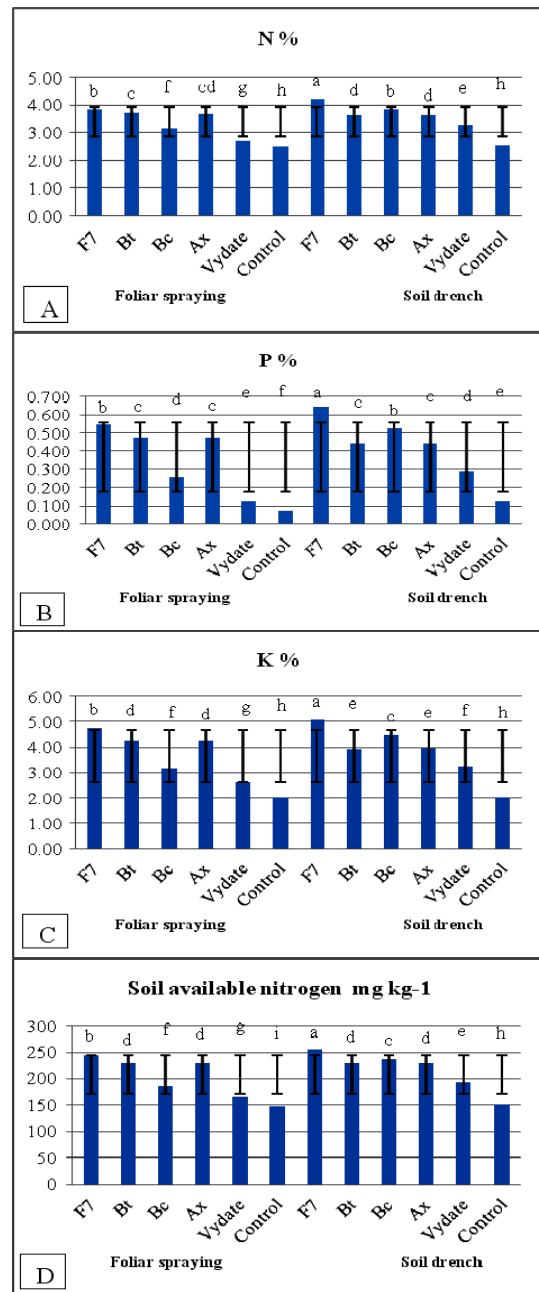 N %
5.00
4.00
3.00
2.00
1.00
0.00
b c f cd g h a d b d e h
F7 Bt Bc Ax Vydate Control F7 Bt Bc Ax Vydate Control
Foliar spraying Soil drench
A
P %
0.700
0.600
0.500
0.400
0.300
0.200
0.100
0.000
b c d c e f a c b c d e
F7 Bt Bc Ax Vydate Control F7 Bt Bc Ax Vydate Control
Foliar spraying Soil drench
B
K %
6.00
5.00
4.00
3.00
2.00
1.00
0.00
b d f d g h a e c e f h
F7 Bt Bc Ax Vydate Control F7 Bt Bc Ax Vydate Control
Foliar spraying Soil drench
C
Soil available nitrogen mg kg-1
300
250
200
150
100
50
0
b d f d g i a d c d e h
F7 Bt Bc Ax Vydate Control F7 Bt Bc Ax Vydate Control
Foliar spraying Soil drench
D